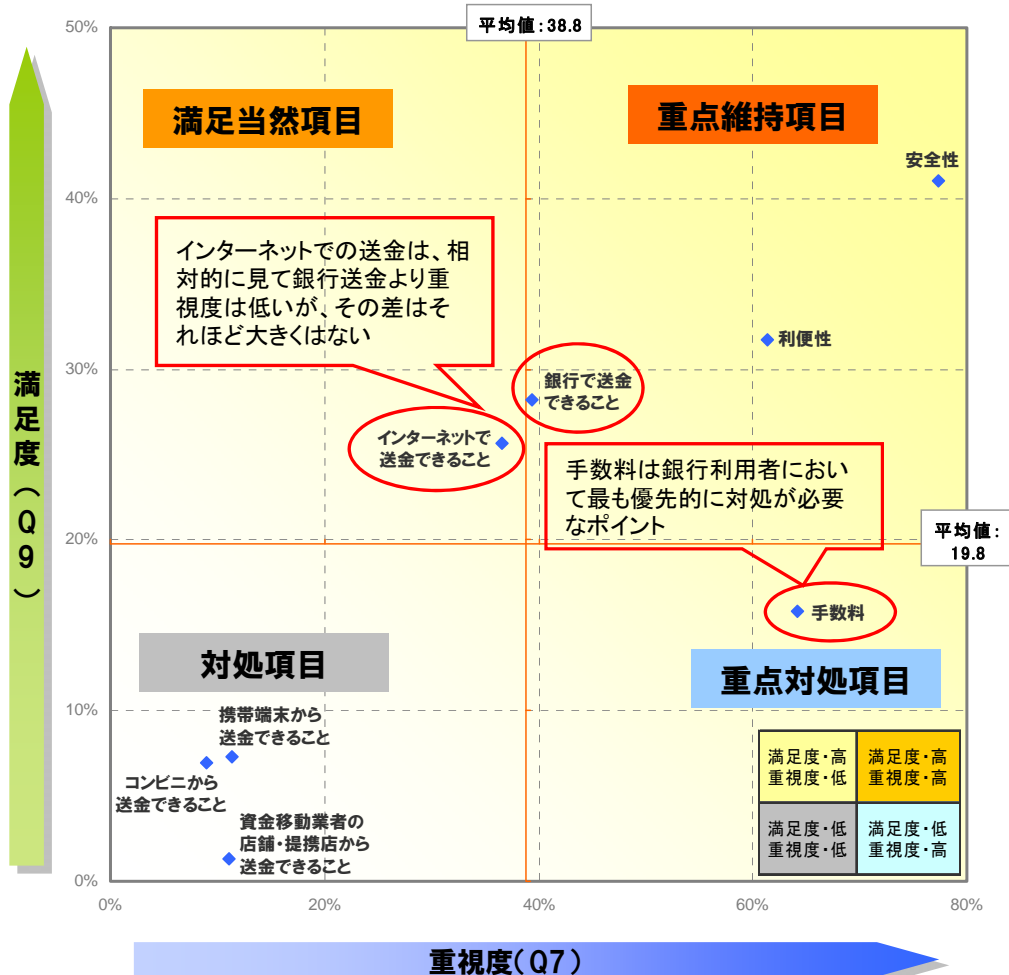 平均値:38.8
50%
満足当然項目
重点維持項目
安全性
40%
インターネットでの送金は、相
対的に見て銀行送金より重
視度は低いが、その差はそ
れほど大きくはない
利便性
30%
銀行で送金
できること
インターネットで
送金できること
手数料は銀行利用者におい
て最も優先的に対処が必要
なポイント
平均値:
19.8
20%
手数料
対処項目
重点対処項目
10%
携帯端末から
送金できること
コンビニから
送金できること
資金移動業者の
店舗・提携店から
送金できること
満足度・高
重視度・低
満足度・高
重視度・高
満足度・低
重視度・低
満足度・低
重視度・高
0%
0%
20%
40%
60%
80%
満足度(Q9)
重視度(Q7)